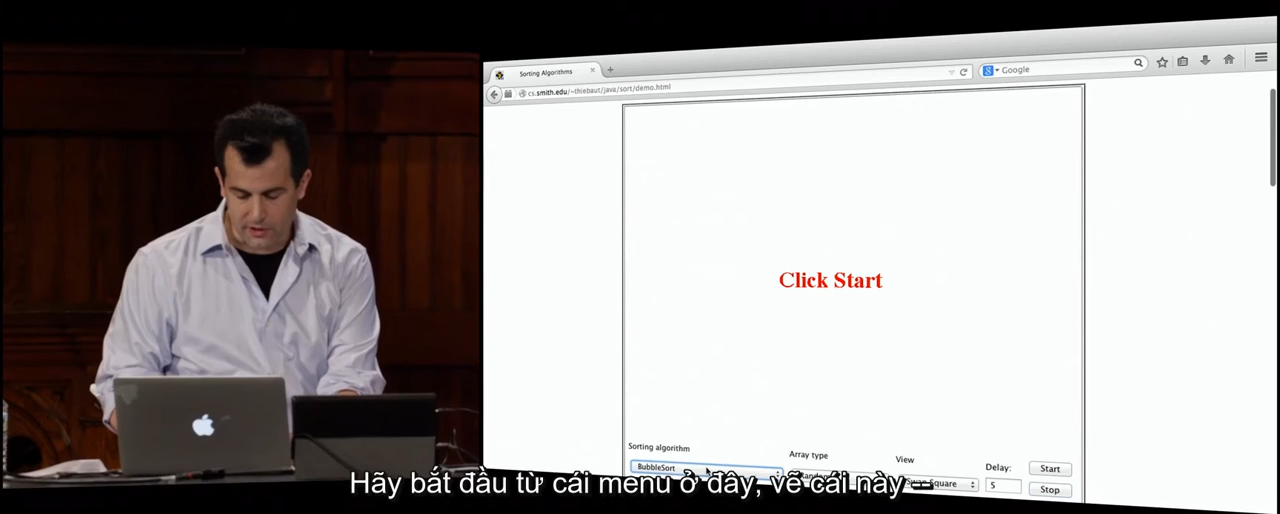 Sorting Algorithms
Google
cs.smith.edu/~thiebaut/java/sort/demo.html
Click Start
Sorting algorithm
Array type
View
Delay:
Start
BubbleSort
Square
5
Stop
Hãy bắt đầu từ cái menu ở đây, vẽ cái này –